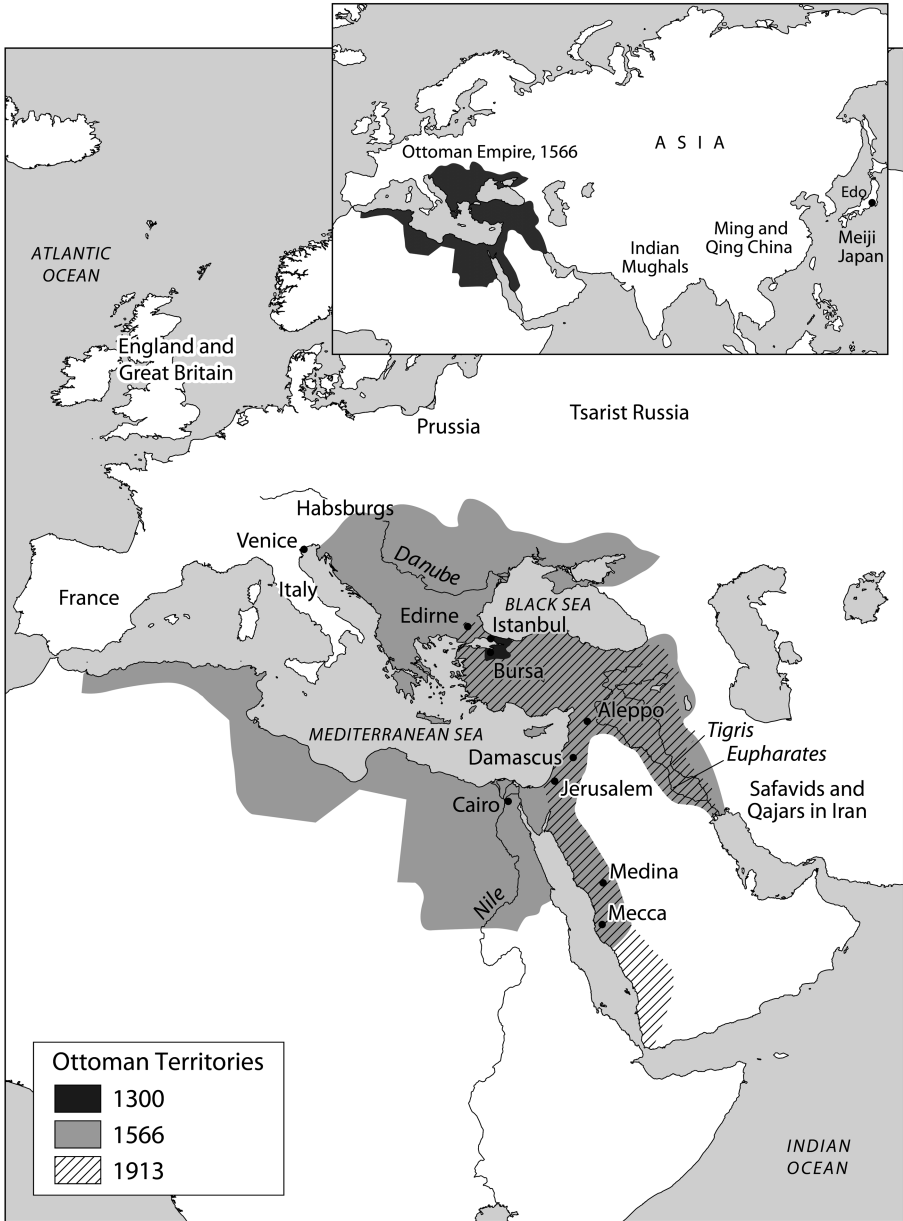 ASIA
Ottoman Empire, 1566
Edo
Ming and
Qing China
Meiji
Japan
Indian
Mughals
ATLANTIC
OCEAN
England and
Great Britain
Prussia
Tsarist Russia
Habsburgs
Venice
Danube
Italy
France
Edirne
BLACK SEA
Istanbul
Bursa
MEDITERRANEAN SEA
Aleppo
Tigris
Eupharates
Damascus
Jerusalem
Safavids and
Qajars in Iran
Cairo
Medina
Nile
Mecca
Ottoman Territories
1300
1566
1913
INDIAN
OCEAN